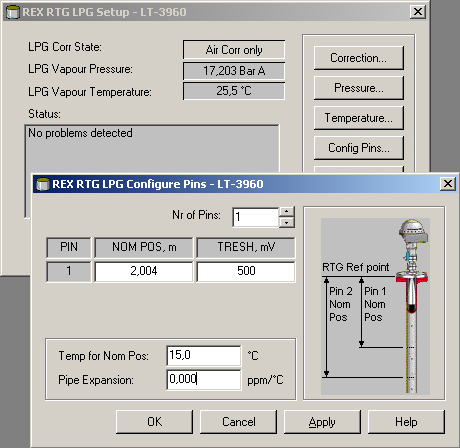 REX RTG LPG Setup - LT-3960
LPG Corr State: Air Corr only
LPG Vapour Pressure: 17,203 Bar A
LPG Vapour Temperature: 25,5 °C
Status:
No problems detected
Correction...
Pressure...
Temperature...
Config Pins...
REX RTG LPG Configure Pins - LT-3960
Nr of Pins: 1
PIN NOM POS, m TRESH, mV
1 2,004 500
Temp for Nom Pos: 15,0 °C
Pipe Expansion: 0,000 ppm/°C
RTG Ref point
Pin 2 Pin 1
Nom Nom
Pos Pos
OK Cancel Apply Help